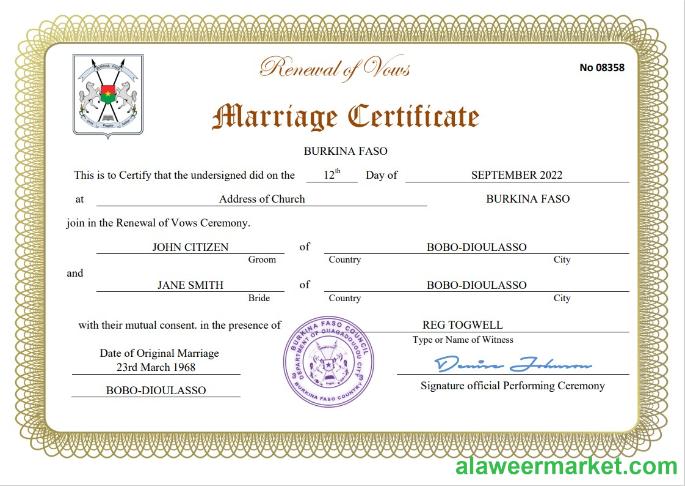 Renewal of Vows
No 08358
Marriage Certificate
BURKINA FASO
This is to Certify that the undersigned did on the 12th Day of SEPTEMBER 2022
at Address of Church BURKINA FASO
join in the Renewal of Vows Ceremony.
JOHN CITIZEN of BOBO-DIOULASSO
Groom Country City
and
JANE SMITH of BOBO-DIOULASSO
Bride Country City
with their mutual consent. in the presence of REG TOGWELL
Type or Name of Witness
Date of Original Marriage
23rd March 1968
BOBO-DIOULASSO
BURKINA FASO COUNCIL
DEPARTMENT OF OUAGADOUGOU CITY
BURKINA FASO COUNTRY
Denise Johnson
Signature official Performing Ceremony
alaweermarket.com